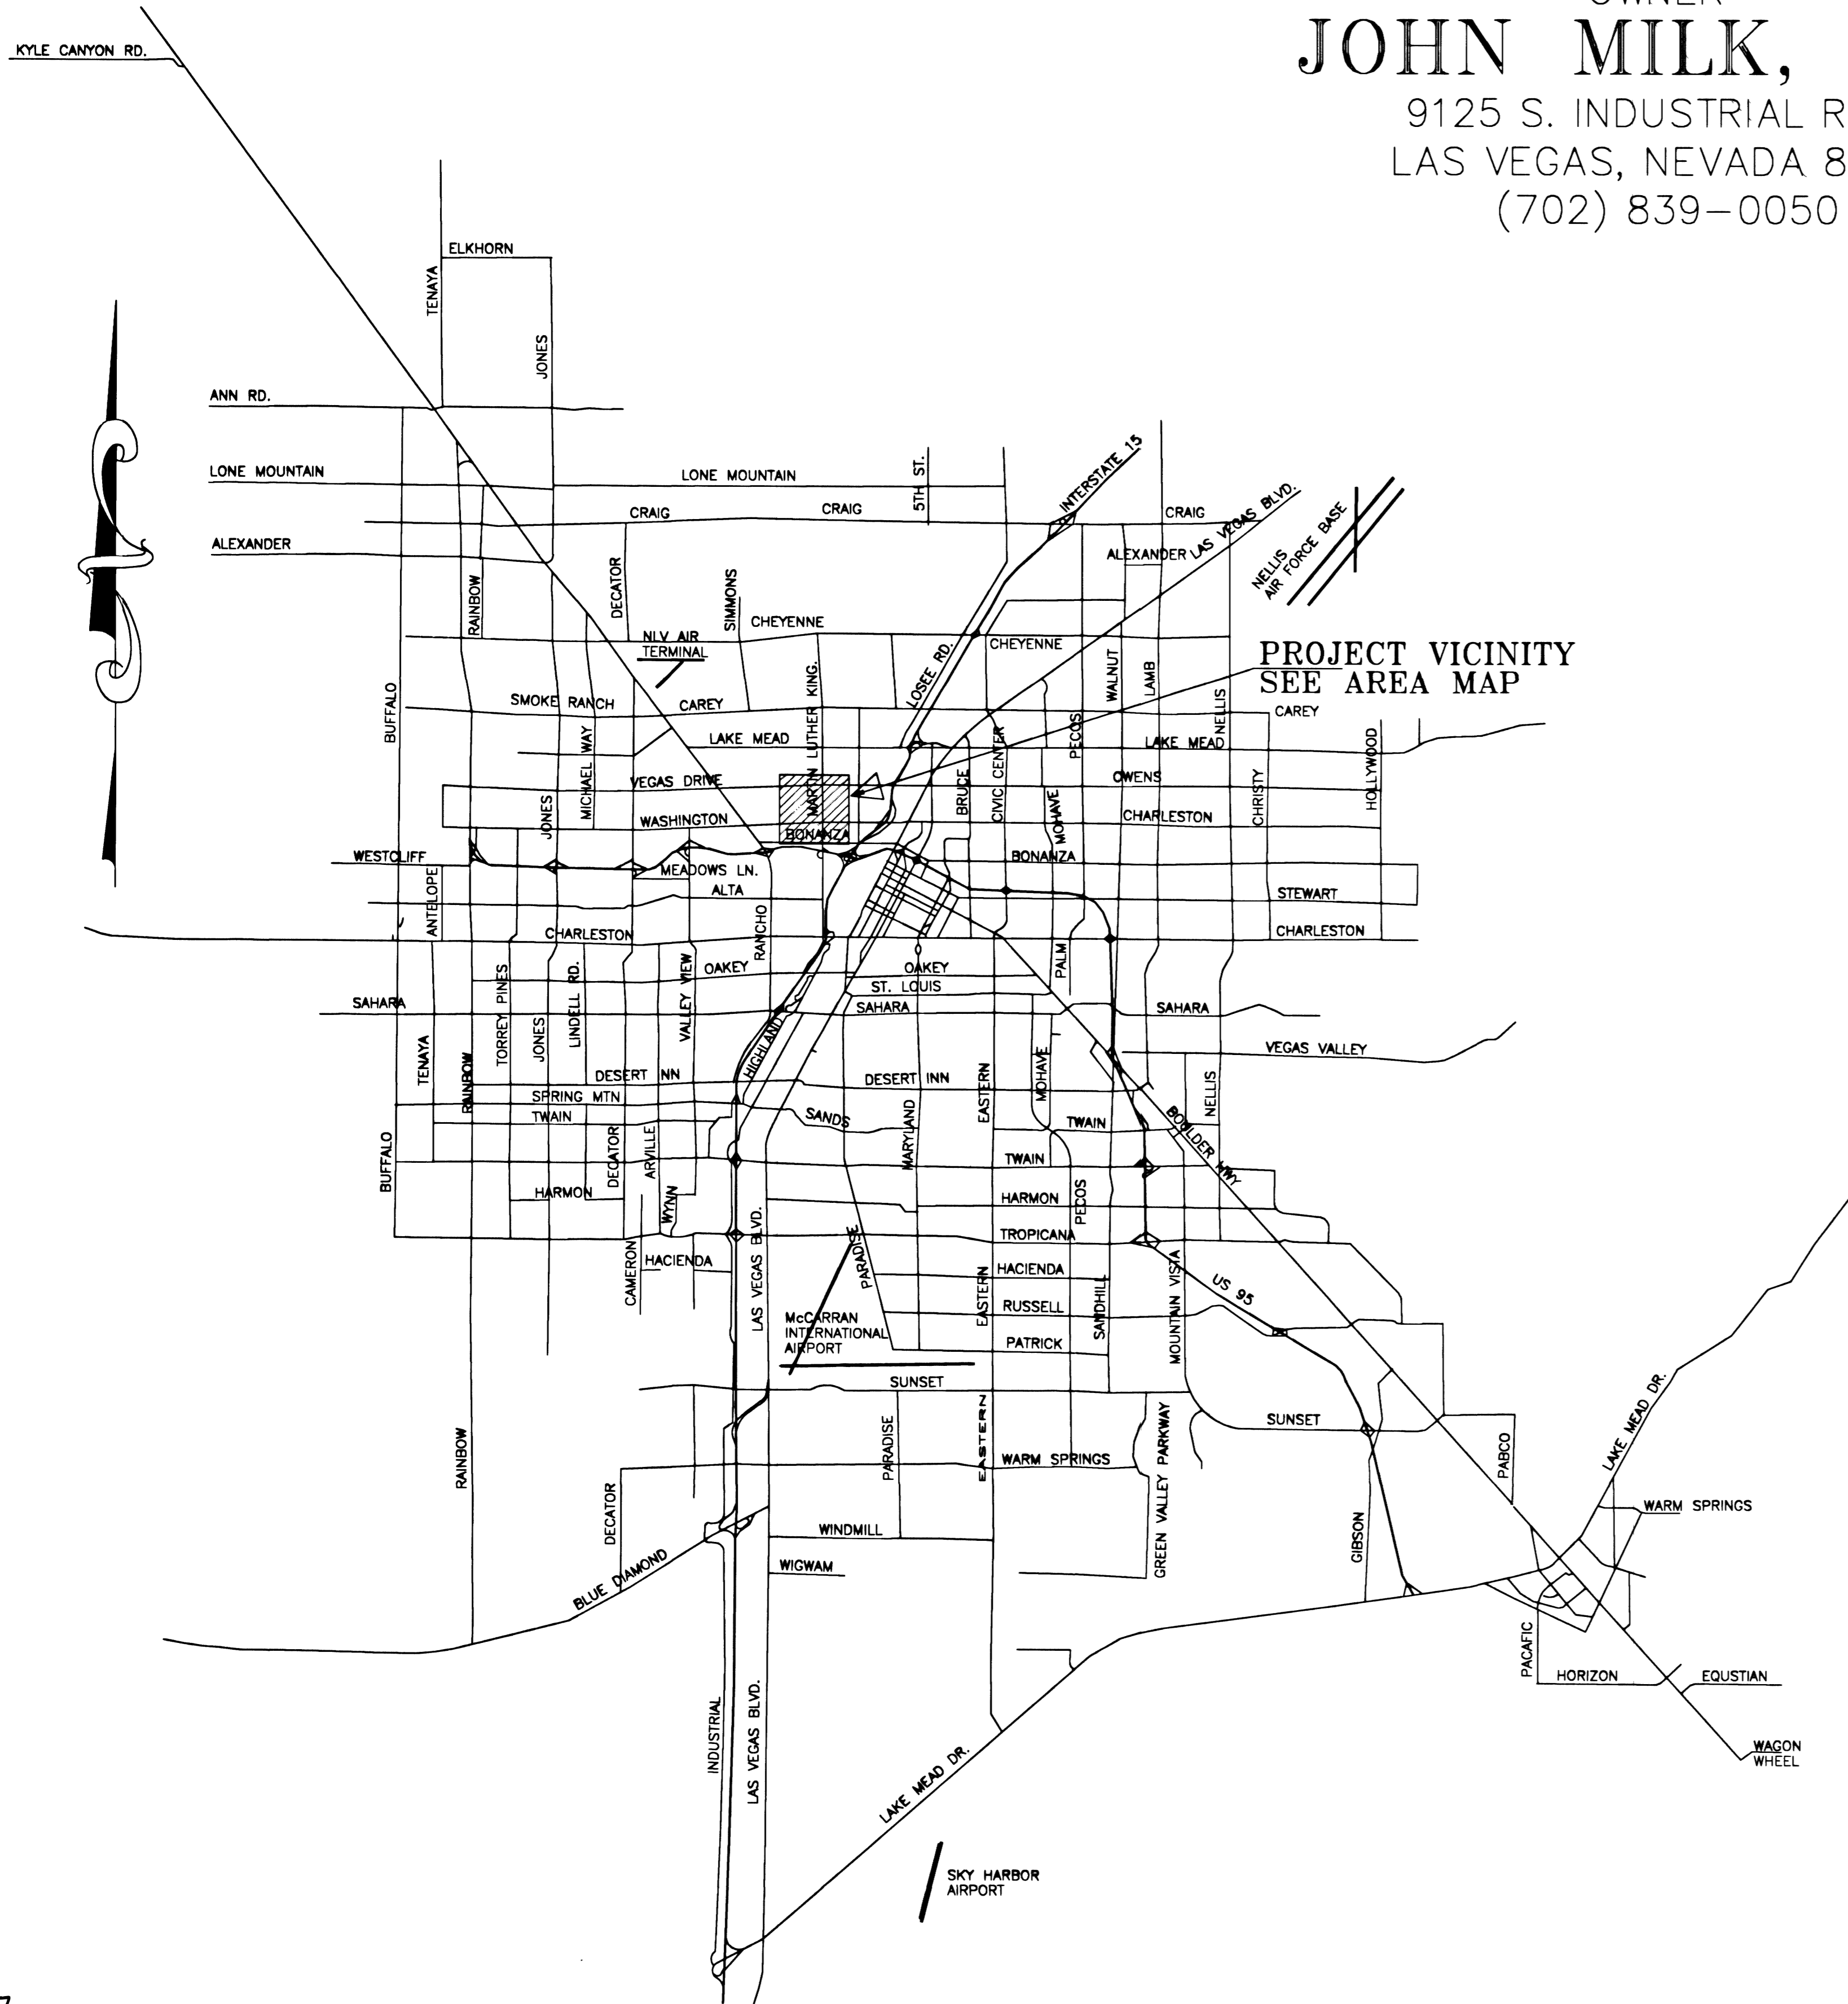 OWNER
JOHN MILK,
9125 S. INDUSTRIAL R
LAS VEGAS, NEVADA 8
(702) 839-0050
KYLE CANYON RD.
ELKHORN
TENAYA
JONES
ANN RD.
LONE MOUNTAIN
LONE MOUNTAIN
5TH ST.
INTERSTATE 15
CRAIG
CRAIG
CRAIG
LAS VEGAS BLVD.
NELLIS
AIR FORCE BASE
ALEXANDER
ALEXANDER
RAINBOW
DECATOR
SIMMONS
CHEYENNE
CHEYENNE
NLV AIR
TERMINAL
PROJECT VICINITY
SEE AREA MAP
LOSEE RD.
MARTIN LUTHER KING.
WALNUT
LAMB
NELLIS
BUFFALO
SMOKE RANCH
CAREY
CAREY
MICHAEL WAY
LAKE MEAD
LAKE MEAD
PECOS
CIVIC CENTER
HOLLYWOOD
VEGAS DRIVE
OWENS
BRUCE
MOHAVE
CHRISTY
JONES
WASHINGTON
CHARLESTON
BONANZA
BONANZA
WESTCLIFF
MEADOWS LN.
ALTA
STEWART
ANTELOPE
RANCHO
CHARLESTON
CHARLESTON
PALM
OAKEY
OAKEY
ST. LOUIS
VALLEY VIEW
SAHARA
SAHARA
SAHARA
TORREY PINES
LINDELL RD.
JONES
TENAYA
RAINBOW
HIGHLAND
VEGAS VALLEY
DESERT INN
DESERT INN
EASTERN
MOHAVE
NELLIS
SPRING MTN
TWAIN
SANDS
TWAIN
BOULDER HWY
BUFFALO
DECATOR
ARVILLE
MARYLAND
TWAIN
HARMON
HARMON
WYNN
PECOS
LAS VEGAS BLVD.
TROPICANA
PARADISE
CAMERON
HACIENDA
HACIENDA
EASTERN
SANDHILL
MOUNTAIN VISTA
US 95
RUSSELL
McCARRAN
INTERNATIONAL
AIRPORT
PATRICK
SUNSET
SUNSET
LAKE MEAD DR.
RAINBOW
PARADISE
EASTERN
WARM SPRINGS
GREEN VALLEY PARKWAY
PABCO
WARM SPRINGS
DECATOR
WINDMILL
GIBSON
WIGWAM
BLUE DIAMOND
PACAFIC
HORIZON
EQUSTIAN
INDUSTRIAL
LAS VEGAS BLVD.
LAKE MEAD DR.
WAGON
WHEEL
SKY HARBOR
AIRPORT